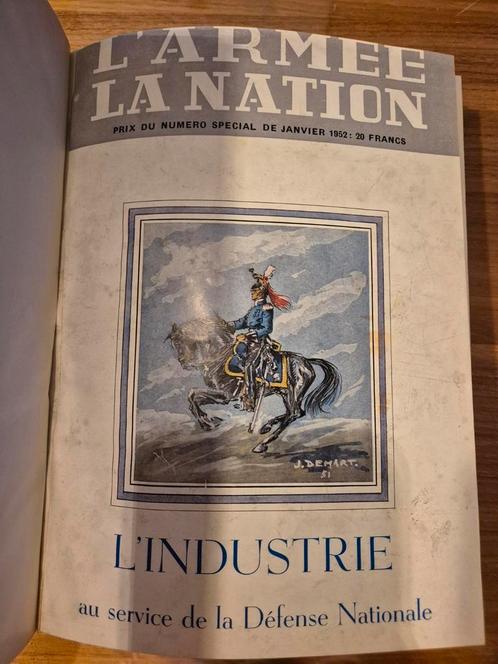 L'ARMÉE
LA NATION
PRIX DU NUMERO SPECIAL DE JANVIER 1952 : 20 FRANCS
J. DEMART.
51
L'INDUSTRIE
au service de la Défense Nationale